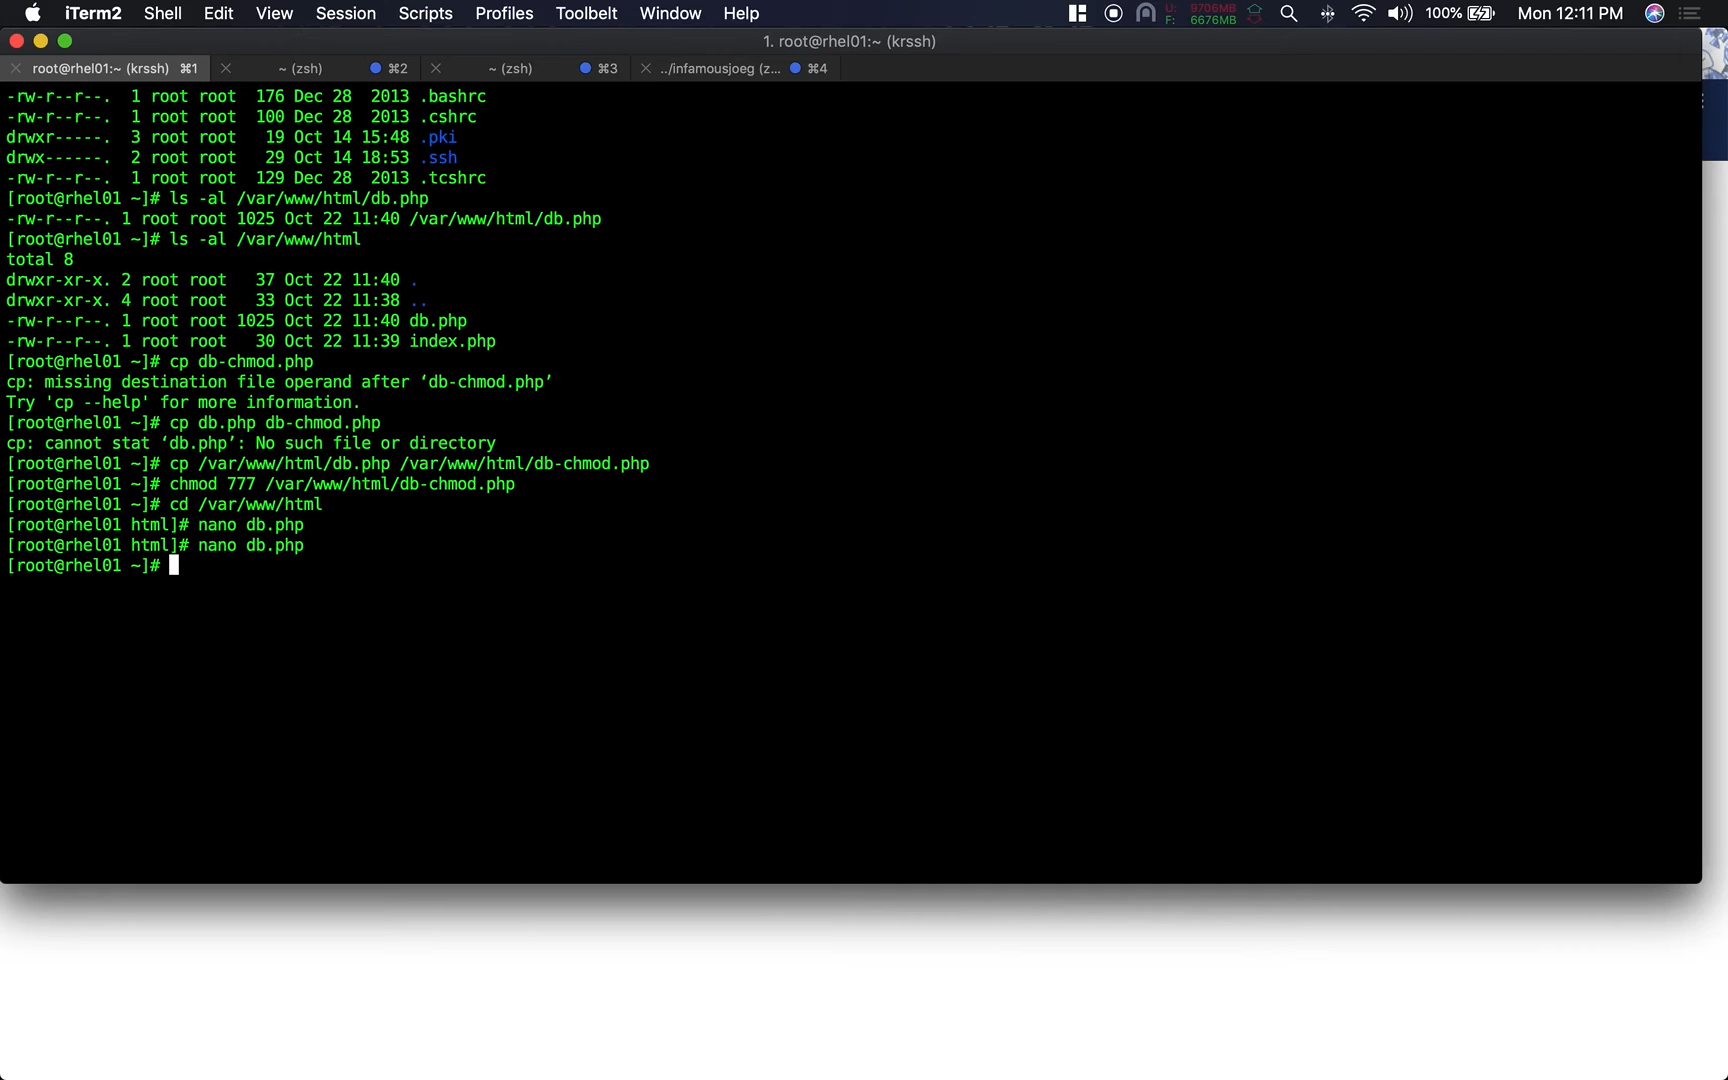 iTerm2 Shell Edit View Session Scripts Profiles Toolbelt Window Help U: 9706MB F: 6676MB 100% Mon 12:11 PM
1. root@rhel01:~ (krssh)
root@rhel01:~ (krssh) ⌘1 ~ (zsh) ⌘2 ~ (zsh) ⌘3 ../infamousjoeg (z... ⌘4
-rw-r--r--. 1 root root 176 Dec 28 2013 .bashrc
-rw-r--r--. 1 root root 100 Dec 28 2013 .cshrc
drwxr-----. 3 root root 19 Oct 14 15:48 .pki
drwx------. 2 root root 29 Oct 14 18:53 .ssh
-rw-r--r--. 1 root root 129 Dec 28 2013 .tcshrc
[root@rhel01 ~]# ls -al /var/www/html/db.php
-rw-r--r--. 1 root root 1025 Oct 22 11:40 /var/www/html/db.php
[root@rhel01 ~]# ls -al /var/www/html
total 8
drwxr-xr-x. 2 root root 37 Oct 22 11:40 .
drwxr-xr-x. 4 root root 33 Oct 22 11:38 ..
-rw-r--r--. 1 root root 1025 Oct 22 11:40 db.php
-rw-r--r--. 1 root root 30 Oct 22 11:39 index.php
[root@rhel01 ~]# cp db-chmod.php
cp: missing destination file operand after ‘db-chmod.php’
Try 'cp --help' for more information.
[root@rhel01 ~]# cp db.php db-chmod.php
cp: cannot stat ‘db.php’: No such file or directory
[root@rhel01 ~]# cp /var/www/html/db.php /var/www/html/db-chmod.php
[root@rhel01 ~]# chmod 777 /var/www/html/db-chmod.php
[root@rhel01 ~]# cd /var/www/html
[root@rhel01 html]# nano db.php
[root@rhel01 html]# nano db.php
[root@rhel01 ~]#